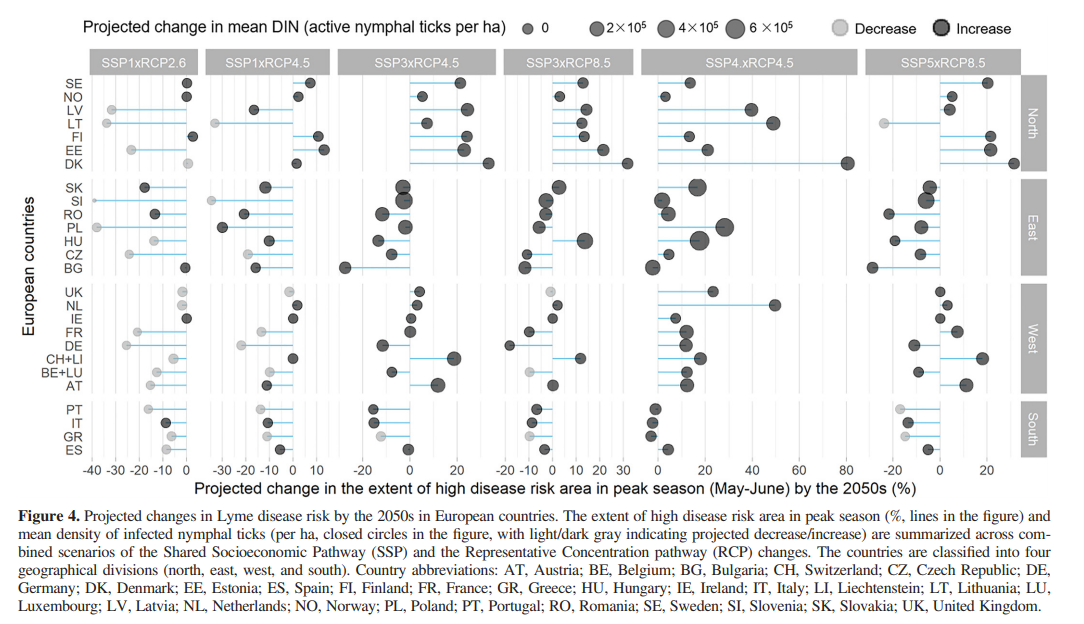 Projected change in mean DIN (active nymphal ticks per ha) 0 2×10⁵ 4×10⁵ 6 ×10⁵ Decrease Increase
SSP1xRCP2.6 SSP1xRCP4.5 SSP3xRCP4.5 SSP3xRCP8.5 SSP4.xRCP4.5 SSP5xRCP8.5
European countries
SE
NO
LV
LT
FI
EE
DK
North
SK
SI
RO
PL
HU
CZ
BG
East
UK
NL
IE
FR
DE
CH+LI
BE+LU
AT
West
PT
IT
GR
ES
South
-40 -30 -20 -10 0 -30 -20 -10 0 10 -20 0 20 -20 -10 0 10 20 30 0 20 40 60 80 -20 0 20
Projected change in the extent of high disease risk area in peak season (May-June) by the 2050s (%)
Figure 4. Projected changes in Lyme disease risk by the 2050s in European countries. The extent of high disease risk area in peak season (%, lines in the figure) and
mean density of infected nymphal ticks (per ha, closed circles in the figure, with light/dark gray indicating projected decrease/increase) are summarized across com-
bined scenarios of the Shared Socioeconomic Pathway (SSP) and the Representative Concentration pathway (RCP) changes. The countries are classified into four
geographical divisions (north, east, west, and south). Country abbreviations: AT, Austria; BE, Belgium; BG, Bulgaria; CH, Switzerland; CZ, Czech Republic; DE,
Germany; DK, Denmark; EE, Estonia; ES, Spain; FI, Finland; FR, France; GR, Greece; HU, Hungary; IE, Ireland; IT, Italy; LI, Liechtenstein; LT, Lithuania; LU,
Luxembourg; LV, Latvia; NL, Netherlands; NO, Norway; PL, Poland; PT, Portugal; RO, Romania; SE, Sweden; SI, Slovenia; SK, Slovakia; UK, United Kingdom.